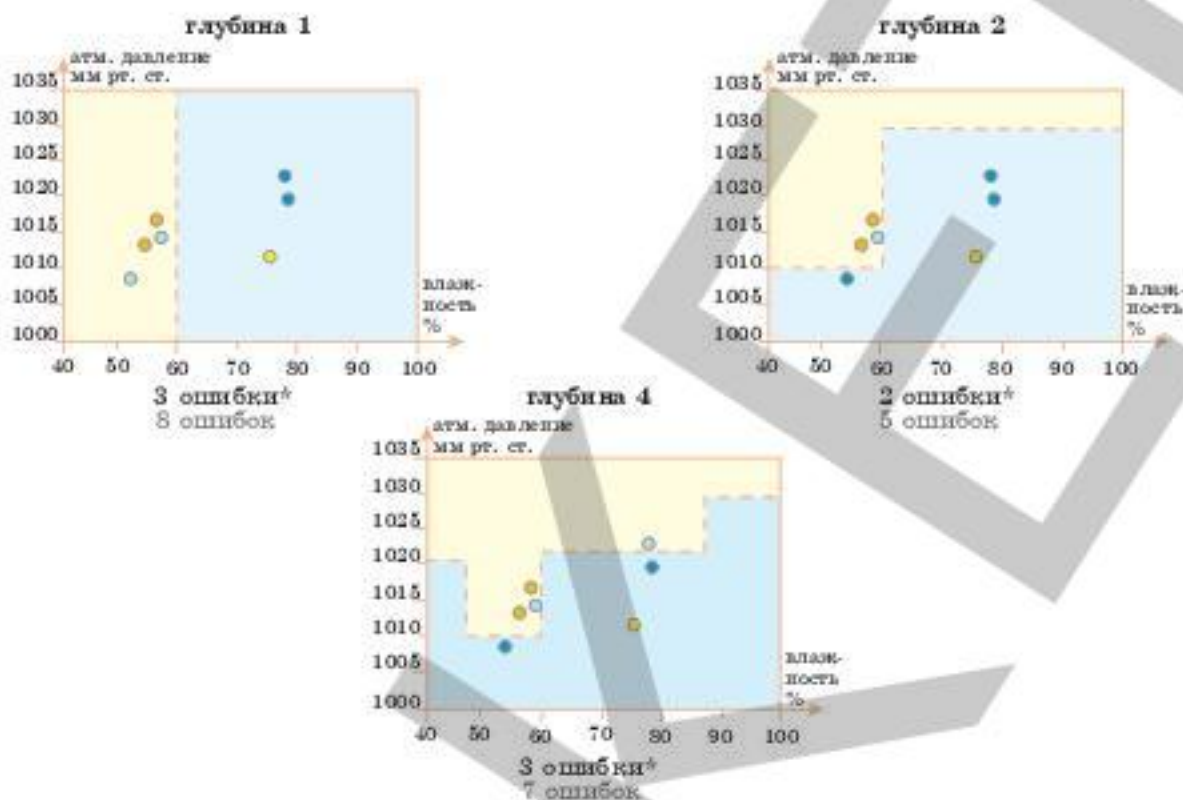 глубина 1
атм. давление
мм рт. ст.
1035
1030
1025
1020
1015
1010
1005
1000
влаж-
ность
%
40 50 60 70 80 90 100
3 ошибки*
8 ошибок
глубина 2
атм. давление
мм рт. ст.
1035
1030
1025
1020
1015
1010
1005
1000
влаж-
ность
%
40 50 60 70 80 90 100
2 ошибки*
5 ошибок
глубина 4
атм. давление
мм рт. ст.
1035
1030
1025
1020
1015
1010
1005
1000
влаж-
ность
%
40 50 60 70 80 90 100
3 ошибки*
7 ошибок